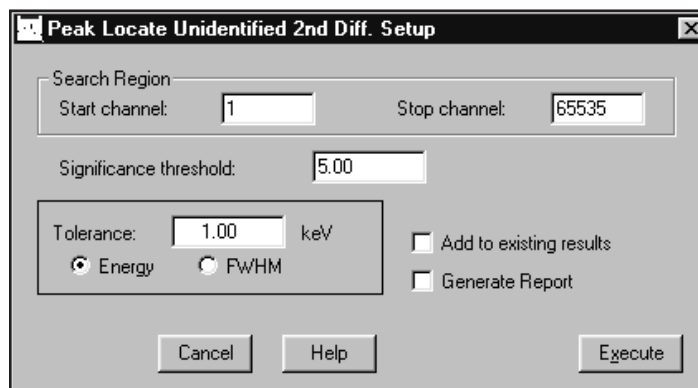 Peak Locate Unidentified 2nd Diff. Setup
Search Region
Start channel: 1 Stop channel: 65535
Significance threshold: 5.00
Tolerance: 1.00 keV
Energy FWHM
Add to existing results
Generate Report
Cancel Help Execute